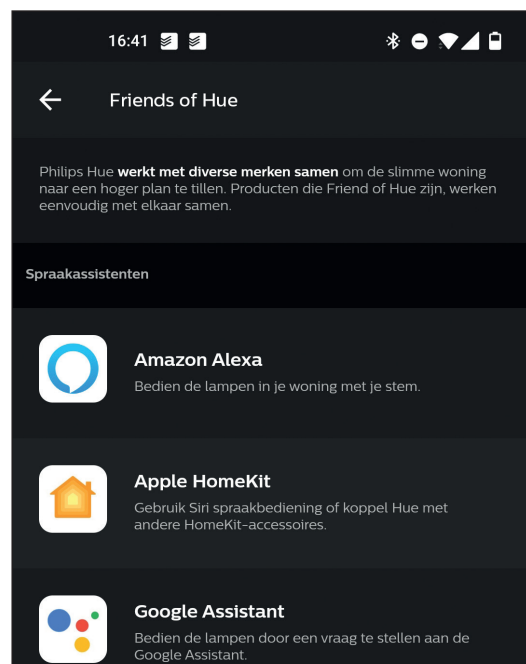 16:41
Friends of Hue
Philips Hue werkt met diverse merken samen om de slimme woning
naar een hoger plan te tillen. Producten die Friend of Hue zijn, werken
eenvoudig met elkaar samen.
Spraakassistenten
Amazon Alexa
Bedien de lampen in je woning met je stem.
Apple HomeKit
Gebruik Siri spraakbediening of koppel Hue met
andere HomeKit-accessoires.
Google Assistant
Bedien de lampen door een vraag te stellen aan de
Google Assistant.